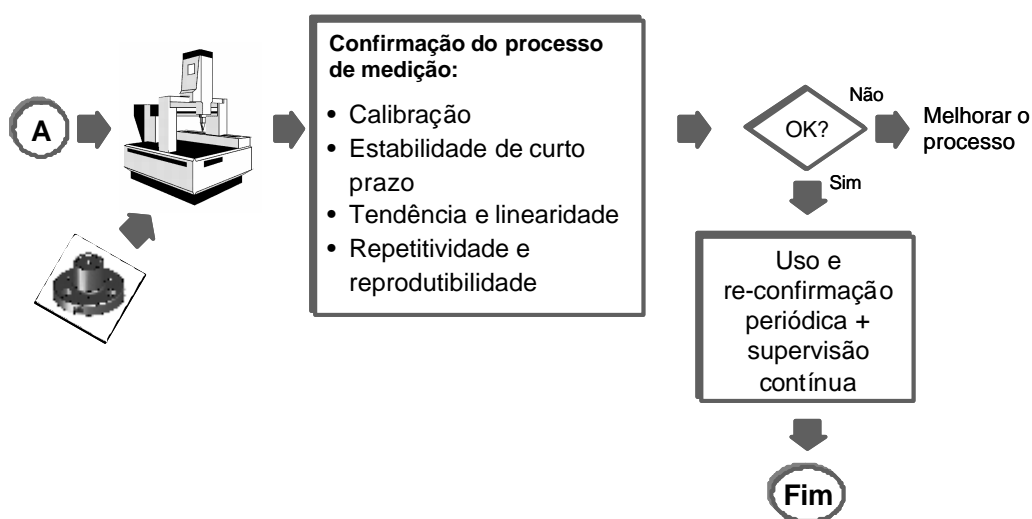 A
Confirmação do processo
de medição:
• Calibração
• Estabilidade de curto
prazo
• Tendência e linearidade
• Repetitividade e
reprodutibilidade
OK?
Não
Melhorar o
processo
Sim
Uso e
re-confirmação
periódica +
supervisão
contínua
Fim